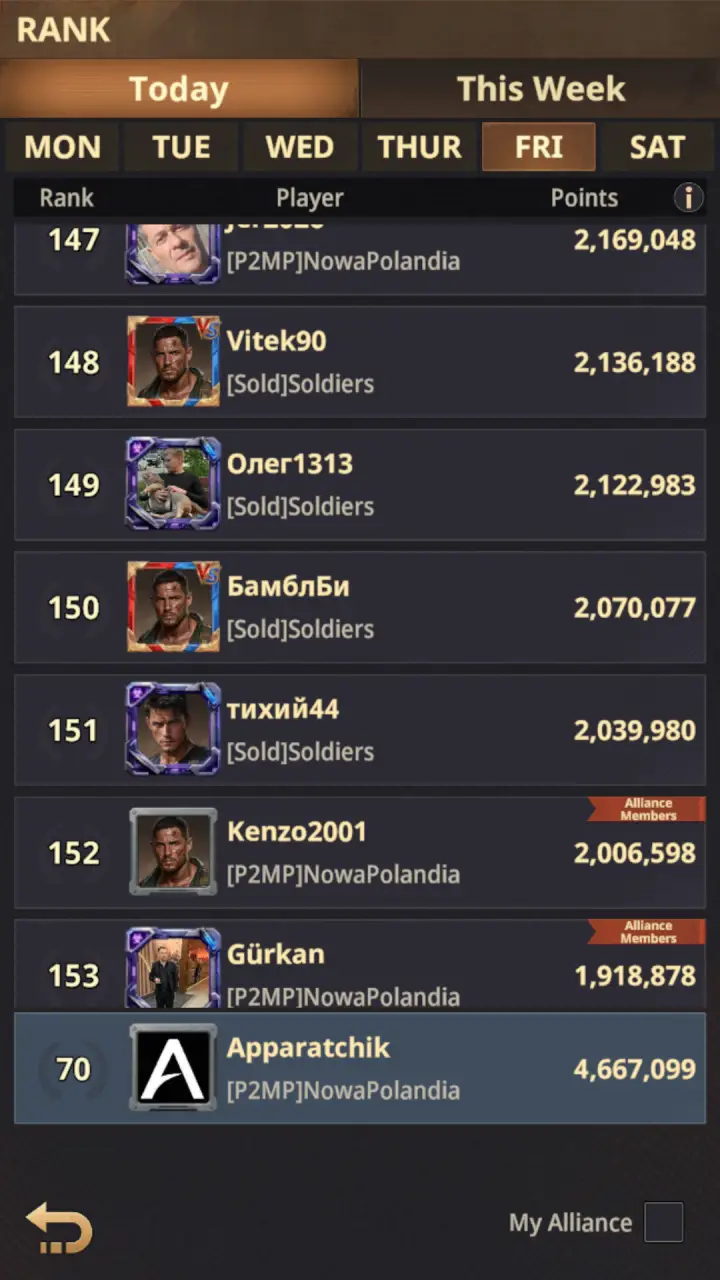 RANK
Today
This Week
MON TUE WED THUR FRI SAT
Rank Player Points
147
[P2MP]NowaPolandia
2,169,048
148
Vitek90
[Sold]Soldiers
2,136,188
149
Олег1313
[Sold]Soldiers
2,122,983
150
БамблБи
[Sold]Soldiers
2,070,077
151
тихий44
[Sold]Soldiers
2,039,980
152
Kenzo2001
[P2MP]NowaPolandia
Alliance
Members
2,006,598
153
Gürkan
[P2MP]NowaPolandia
Alliance
Members
1,918,878
70
Apparatchik
[P2MP]NowaPolandia
4,667,099
My Alliance